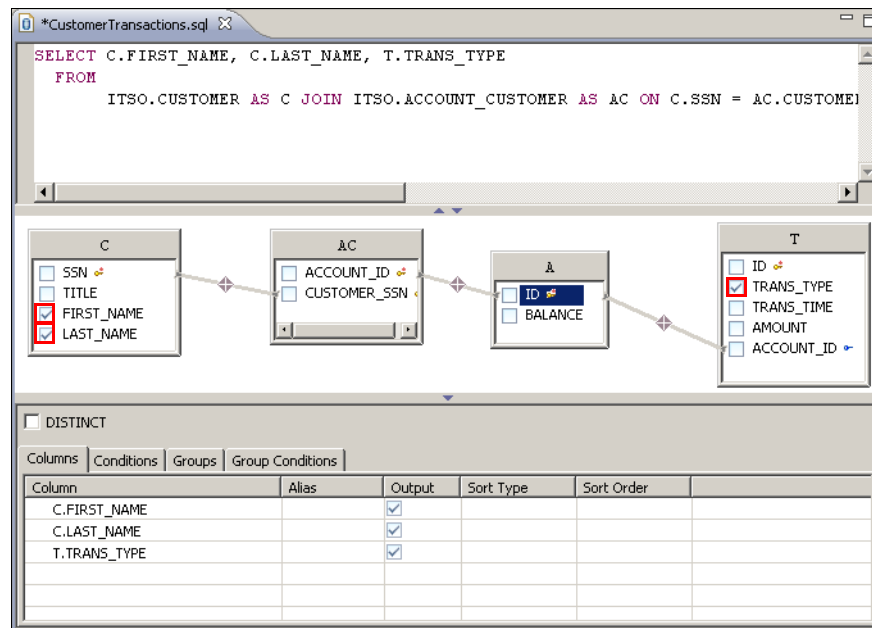 *CustomerTransactions.sql
SELECT C.FIRST_NAME, C.LAST_NAME, T.TRANS_TYPE
FROM
ITSO.CUSTOMER AS C JOIN ITSO.ACCOUNT_CUSTOMER AS AC ON C.SSN = AC.CUSTOME
C
SSN
TITLE
FIRST_NAME
LAST_NAME
AC
ACCOUNT_ID
CUSTOMER_SSN
A
ID
BALANCE
T
ID
TRANS_TYPE
TRANS_TIME
AMOUNT
ACCOUNT_ID
DISTINCT
Columns Conditions Groups Group Conditions
Column Alias Output Sort Type Sort Order
C.FIRST_NAME
C.LAST_NAME
T.TRANS_TYPE